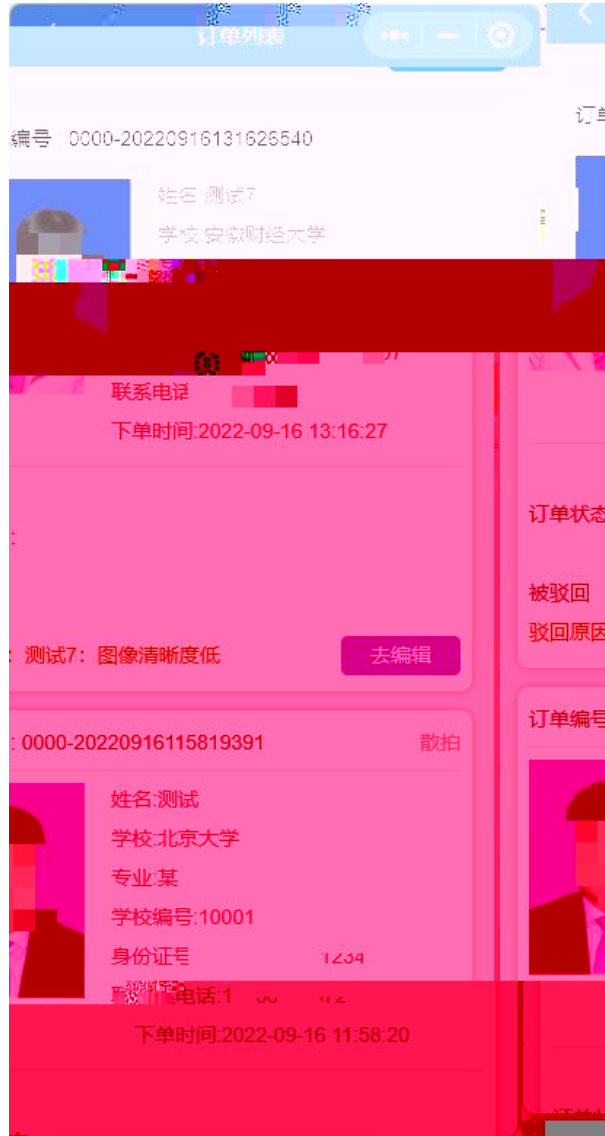 订单列表
编号：0000-20220916131626540
姓名:测试7
学校:安徽财经大学
联系电话
下单时间:2022-09-16 13:16:27
：测试7：图像清晰度低
去编辑
: 0000-20220916115819391
散拍
姓名:测试
学校:北京大学
专业:某
学校编号:10001
身份证号
1234
电话:1
下单时间:2022-09-16 11:58:20
订单状态
被驳回
驳回原因
订单编号